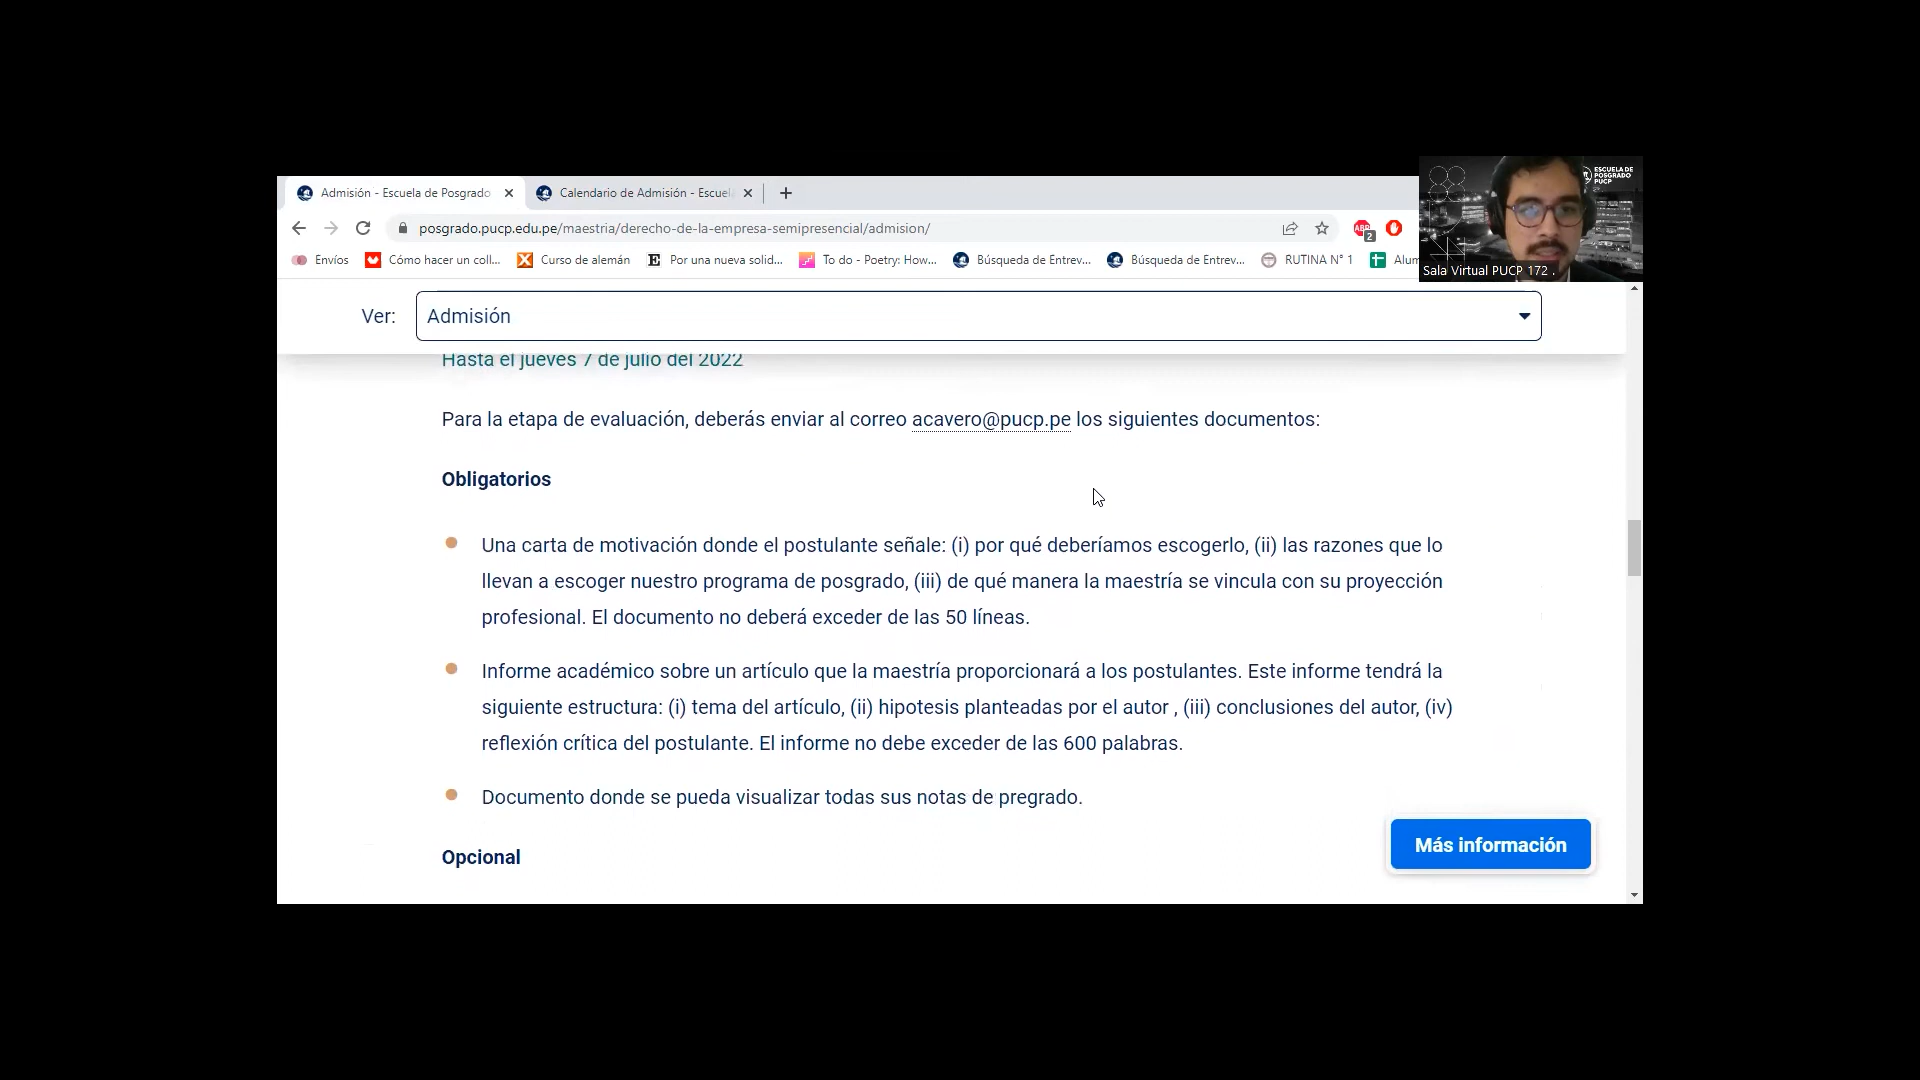 Admisión - Escuela de Posgrado
Calendario de Admisión - Escuel
posgrado.pucp.edu.pe/maestria/derecho-de-la-empresa-semipresencial/admision/
2
Envíos
Cómo hacer un coll...
Curso de alemán
Por una nueva solid...
To do - Poetry: How...
Búsqueda de Entrev...
Búsqueda de Entrev...
RUTINA N° 1
Alum
ESCUELA DE
POSGRADO
PUCP
Sala Virtual PUCP 172 .
Ver:
Admisión
Hasta el jueves 7 de julio del 2022
Para la etapa de evaluación, deberás enviar al correo acavero@pucp.pe los siguientes documentos:
Obligatorios
Una carta de motivación donde el postulante señale: (i) por qué deberíamos escogerlo, (ii) las razones que lo
llevan a escoger nuestro programa de posgrado, (iii) de qué manera la maestría se vincula con su proyección
profesional. El documento no deberá exceder de las 50 líneas.
Informe académico sobre un artículo que la maestría proporcionará a los postulantes. Este informe tendrá la
siguiente estructura: (i) tema del artículo, (ii) hipotesis planteadas por el autor , (iii) conclusiones del autor, (iv)
reflexión crítica del postulante. El informe no debe exceder de las 600 palabras.
Documento donde se pueda visualizar todas sus notas de pregrado.
Opcional
Más información